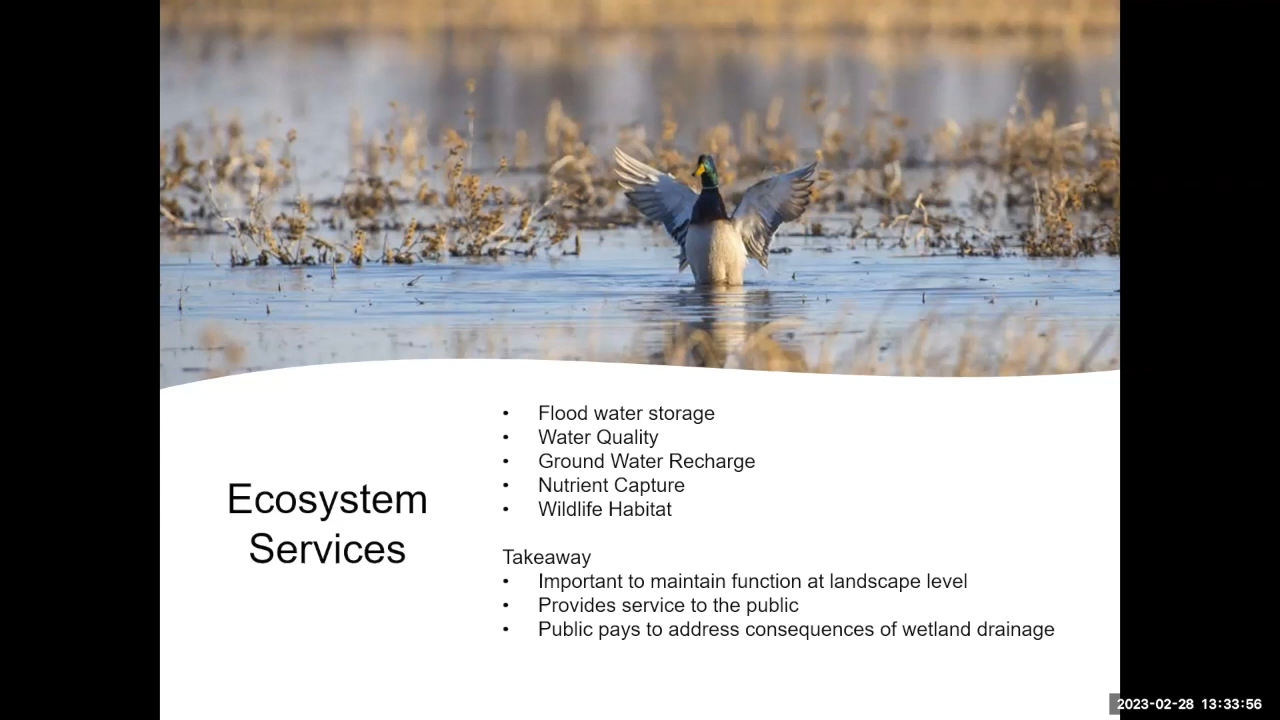 Ecosystem
Services
• Flood water storage
• Water Quality
• Ground Water Recharge
• Nutrient Capture
• Wildlife Habitat
Takeaway
• Important to maintain function at landscape level
• Provides service to the public
• Public pays to address consequences of wetland drainage
2023-02-28 13:33:56